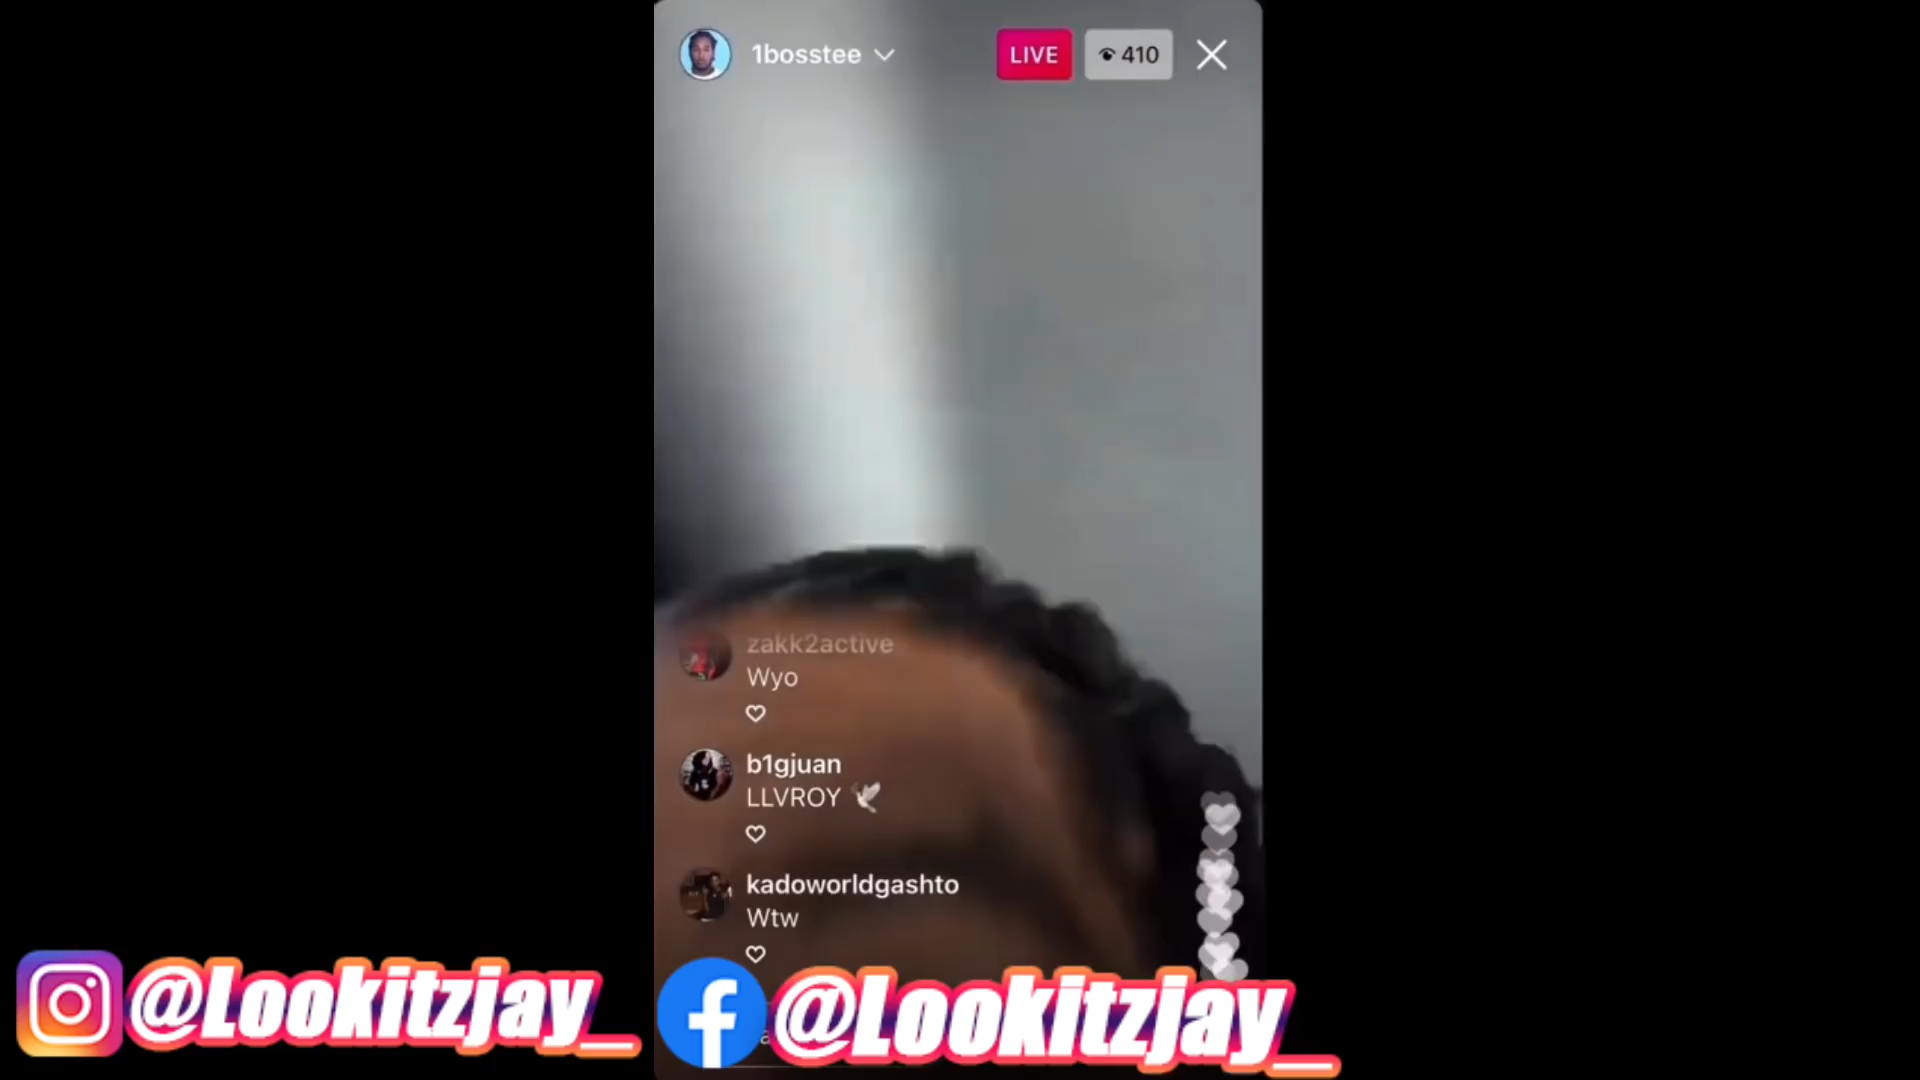 1bosstee
LIVE
410
zakk2active
Wyo
b1gjuan
LLVROY 🕊
kadoworldgashto
Wtw
@Lookitzjay_
@Lookitzjay_